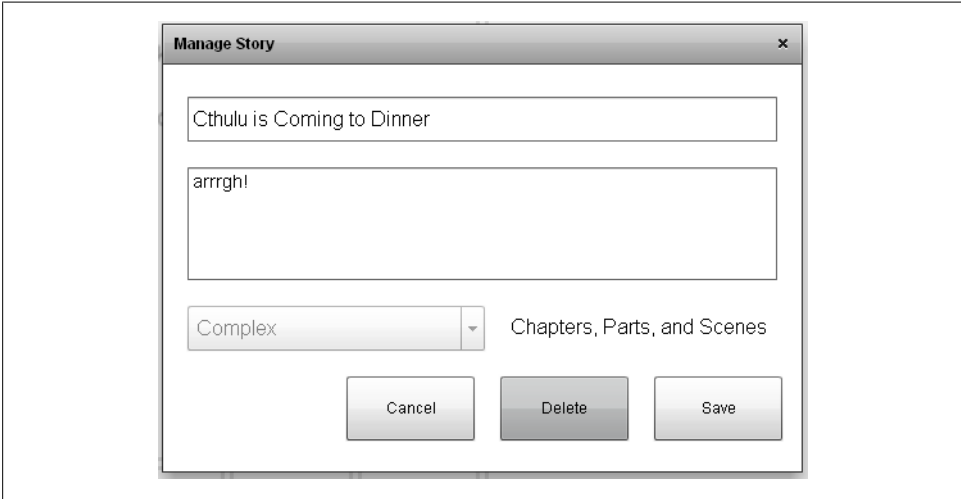 Manage Story x
Cthulu is Coming to Dinner
arrrgh!
Complex Chapters, Parts, and Scenes
Cancel Delete Save